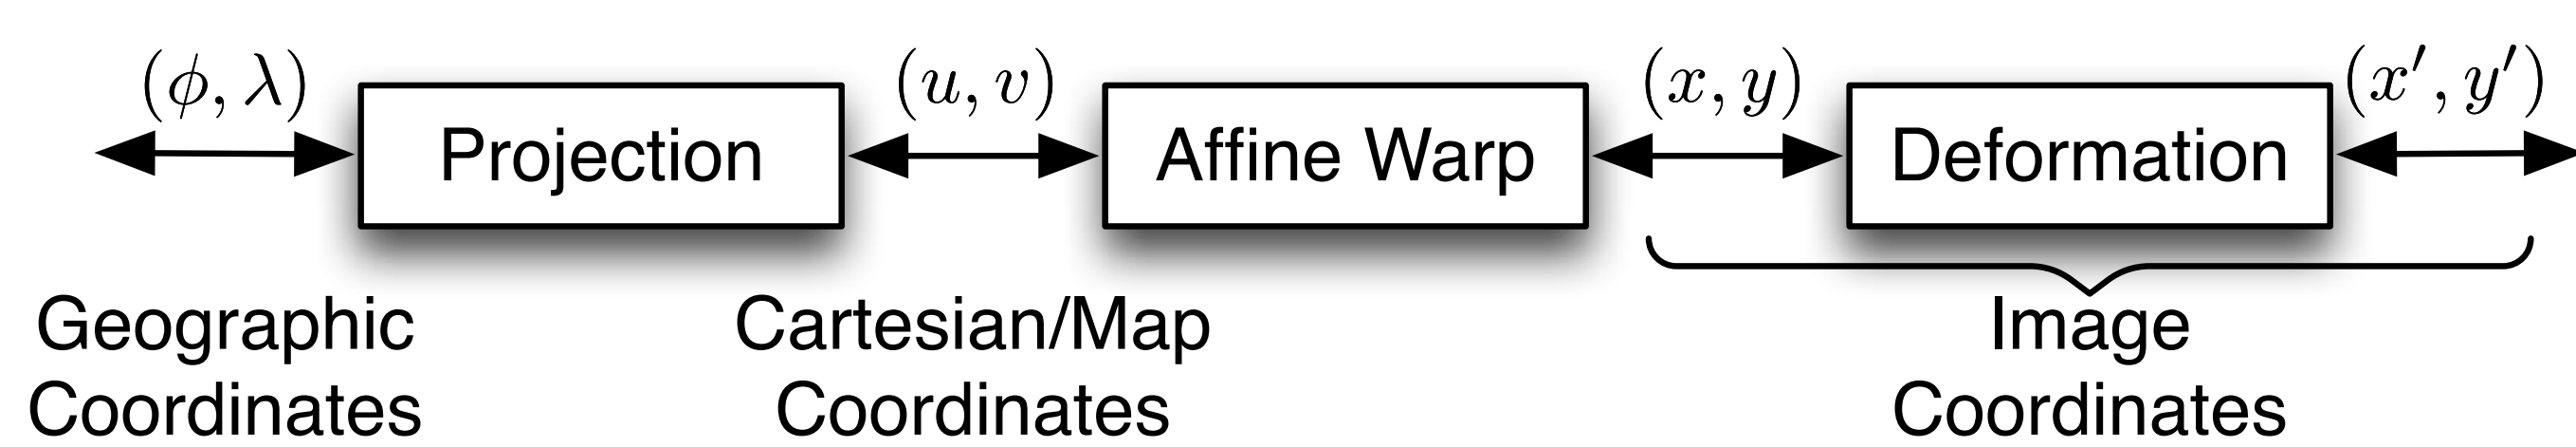 (ϕ, λ)
(u, v)
(x, y)
(x′, y′)
Projection
Affine Warp
Deformation
Geographic
Coordinates
Cartesian/Map
Coordinates
Image
Coordinates